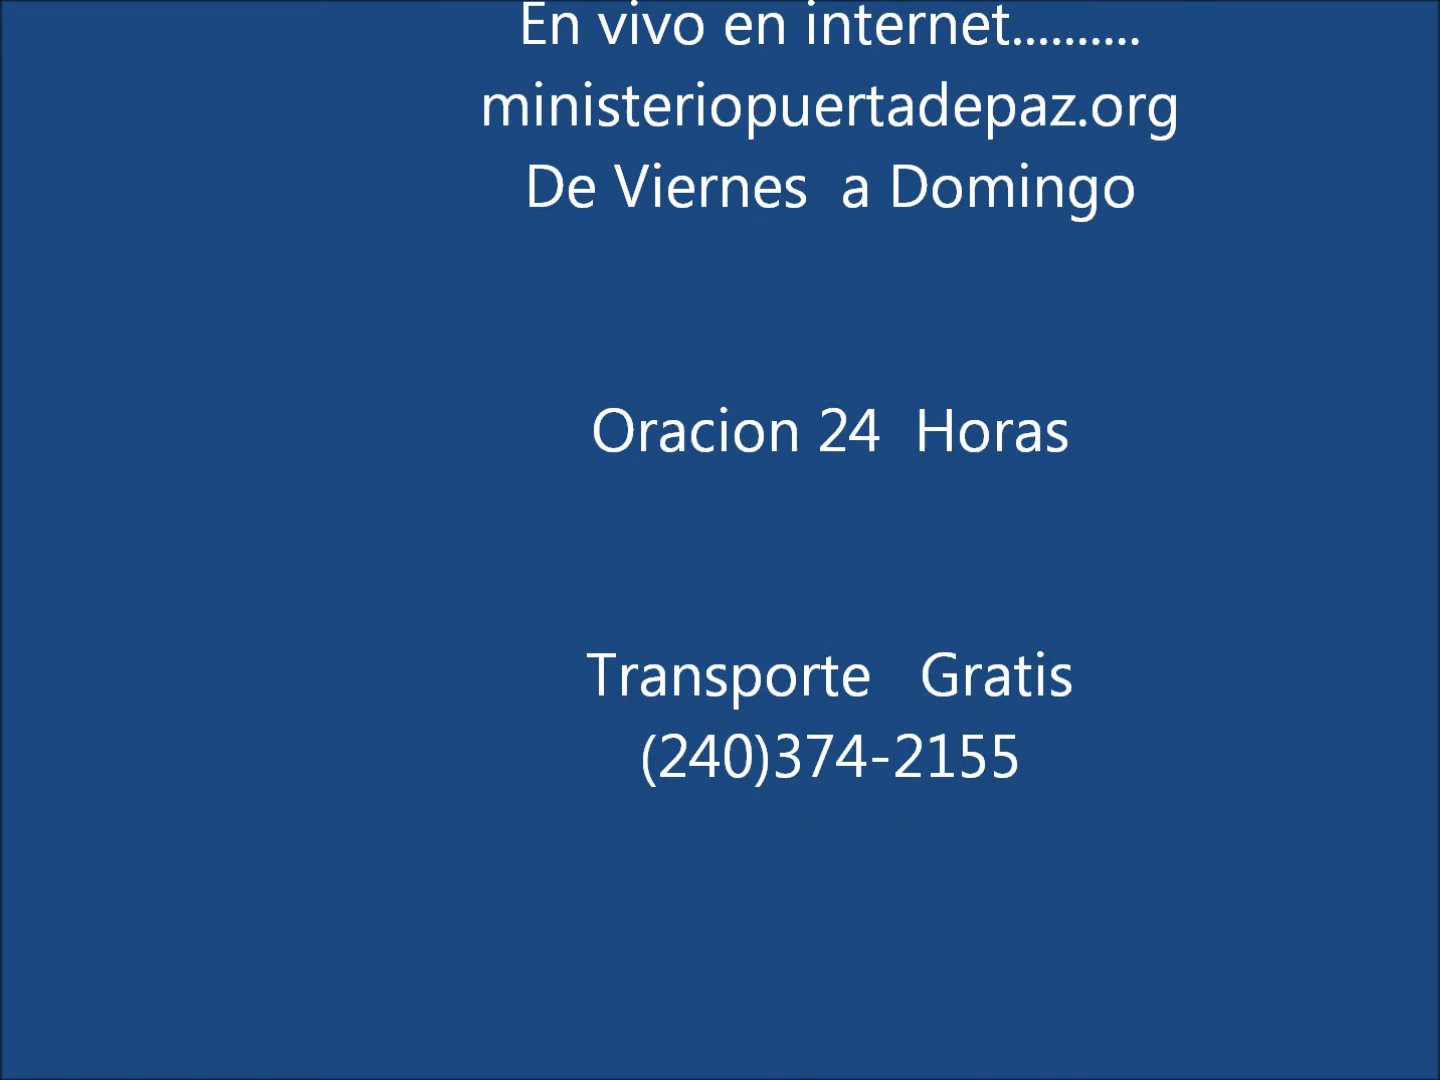 En vivo en internet..........
ministeriopuertadepaz.org
De Viernes  a Domingo
Oracion 24  Horas
Transporte   Gratis
(240)374-2155